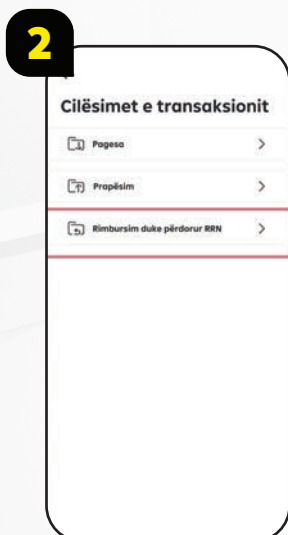 2
Cilësimet e transaksionit
Pagesa
Prapësim
Rimbursim duke përdorur RRN